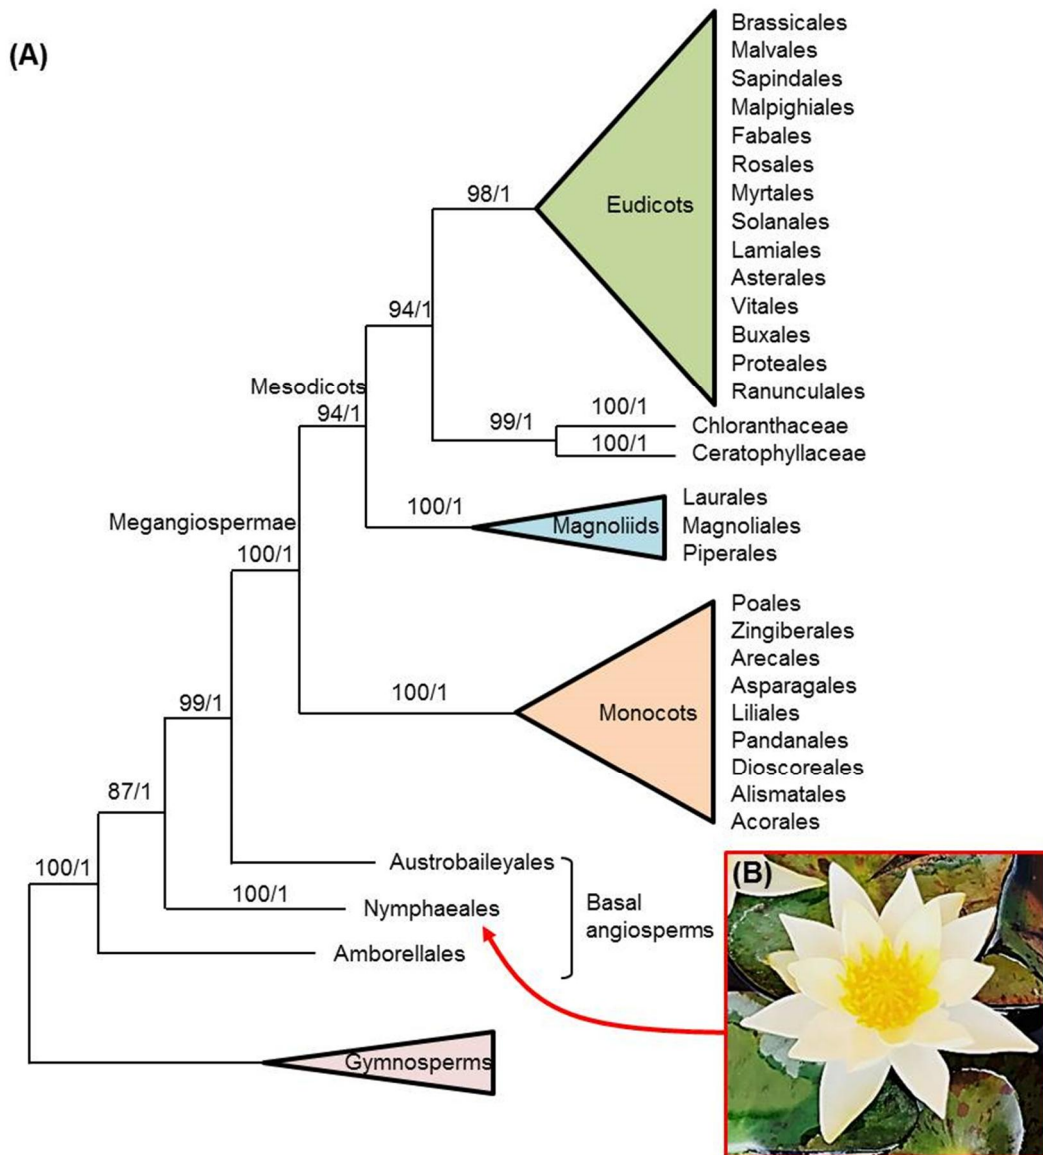 (A)
Brassicales
Malvales
Sapindales
Malpighiales
Fabales
Rosales
Myrtales
Solanales
Lamiales
Asterales
Vitales
Buxales
Proteales
Ranunculales
98/1
Eudicots
94/1
Mesodicots
94/1
99/1
100/1
Chloranthaceae
100/1
Ceratophyllaceae
100/1
Magnoliids
Laurales
Magnoliales
Piperales
Megangiospermae
100/1
Poales
Zingiberales
Arecales
Asparagales
Liliales
Pandanales
Dioscoreales
Alismatales
Acorales
100/1
Monocots
99/1
87/1
100/1
Austrobaileyales
100/1
Nymphaeales
Amborellales
Basal
angiosperms
(B)
Gymnosperms